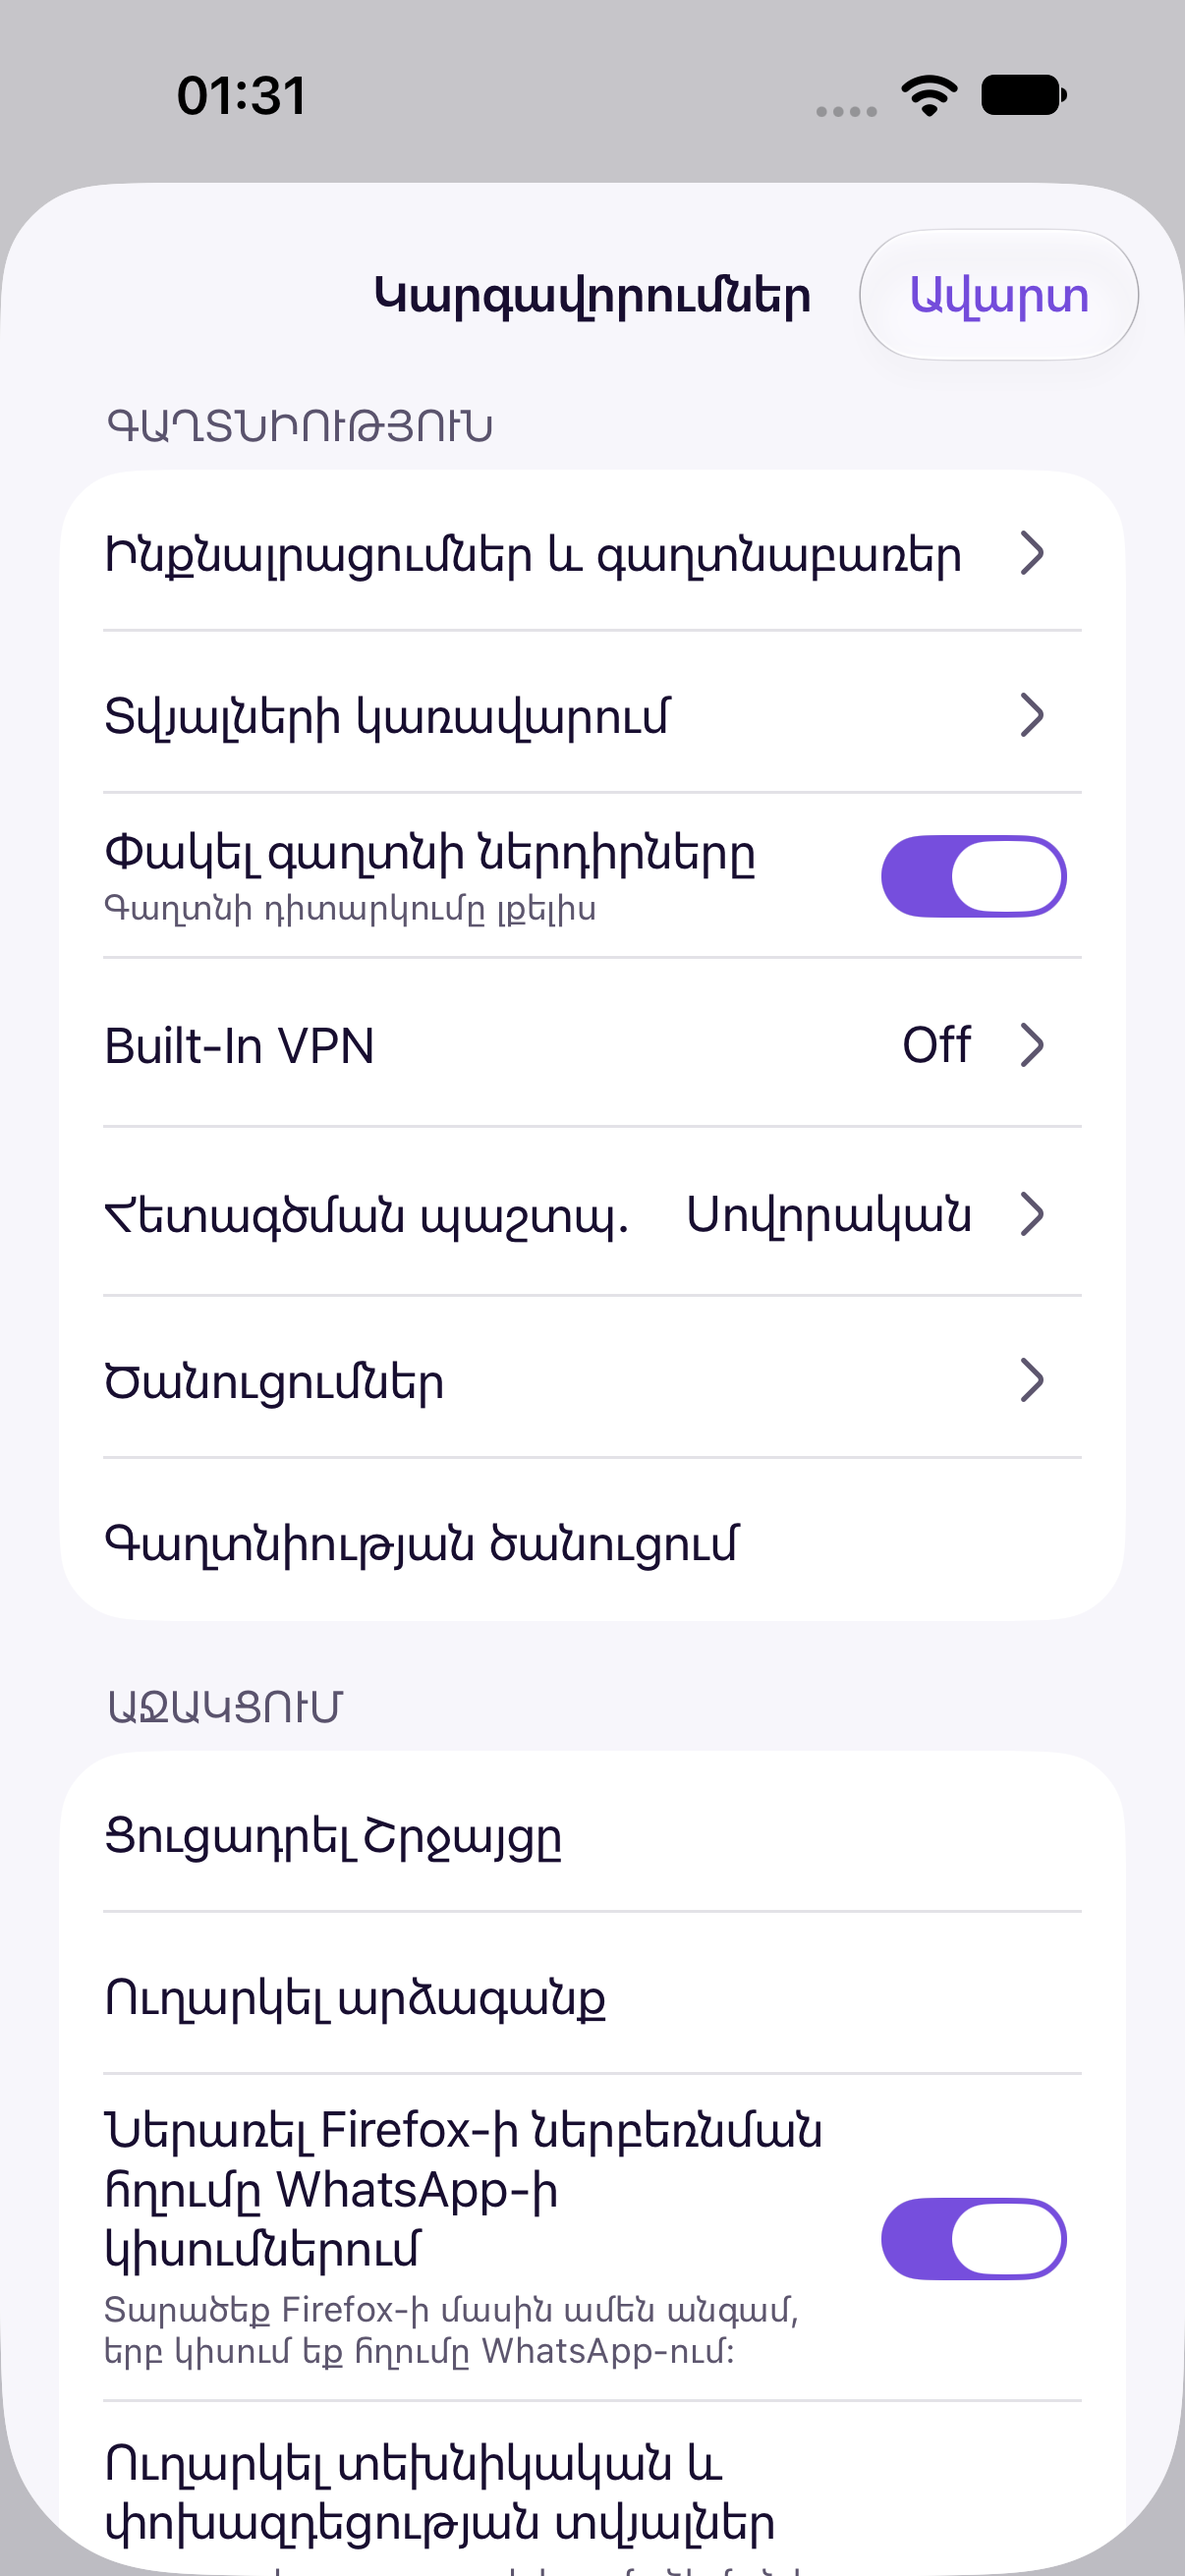 01:31
Կարգավորումներ
Ավարտ
ԳԱՂՏՆԻՈՒԹՅՈՒՆ
Ինքնալրացումներ և գաղտնաբառեր
Տվյալների կառավարում
Փակել գաղտնի ներդիրները
Գաղտնի դիտարկումը լքելիս
Built-In VPN
Off
Հետագծման պաշտպ.
Սովորական
Ծանուցումներ
Գաղտնիության ծանուցում
ԱՋԱԿՑՈՒՄ
Ցուցադրել Շրջայցը
Ուղարկել արձագանք
Ներառել Firefox-ի ներբեռնման
հղումը WhatsApp-ի
կիսումներում
Տարածեք Firefox-ի մասին ամեն անգամ,
երբ կիսում եք հղումը WhatsApp-ում:
Ուղարկել տեխնիկական և
փոխազդեցության տվյալներ